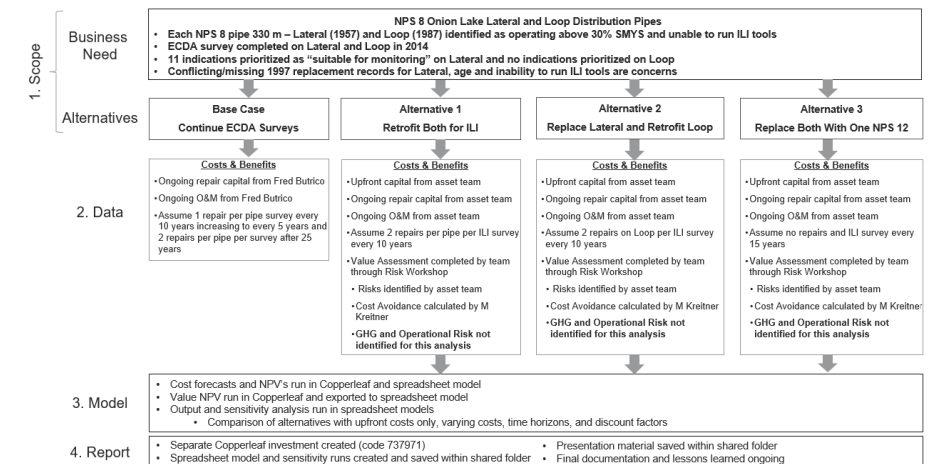 1. Scope
Business
Need
NPS 8 Onion Lake Lateral and Loop Distribution Pipes
• Each NPS 8 pipe 330 m – Lateral (1957) and Loop (1987) identified as operating above 30% SMYS and unable to run ILI tools
• ECDA survey completed on Lateral and Loop in 2014
• 11 indications prioritized as “suitable for monitoring” on Lateral and no indications prioritized on Loop
• Conflicting/missing 1997 replacement records for Lateral, age and inability to run ILI tools are concerns
Alternatives
Base Case
Continue ECDA Surveys
Alternative 1
Retrofit Both for ILI
Alternative 2
Replace Lateral and Retrofit Loop
Alternative 3
Replace Both With One NPS 12
2. Data
Costs & Benefits
•Ongoing repair capital from Fred Butrico
•Ongoing O&M from Fred Butrico
•Assume 1 repair per pipe survey every
10 years increasing to every 5 years and
2 repairs per pipe per survey after 25
years
Costs & Benefits
•Upfront capital from asset team
•Ongoing repair capital from asset team
•Ongoing O&M from asset team
•Assume 2 repairs per pipe per ILI survey
every 10 years
•Value Assessment completed by team
through Risk Workshop
• Risks identified by asset team
•Cost Avoidance calculated by M
Kreitner
•GHG and Operational Risk not
identified for this analysis
Costs & Benefits
•Upfront capital from asset team
•Ongoing repair capital from asset team
•Ongoing O&M from asset team
•Assume 2 repairs on Loop per ILI survey
every 10 years
•Value Assessment completed by team
through Risk Workshop
• Risks identified by asset team
•Cost Avoidance calculated by M Kreitner
•GHG and Operational Risk not
identified for this analysis
Costs & Benefits
•Upfront capital from asset team
•Ongoing repair capital from asset team
•Ongoing O&M from asset team
•Assume no repairs and ILI survey every
15 years
•Value Assessment completed by team
through Risk Workshop
• Risks identified by asset team
•Cost Avoidance calculated by M Kreitner
•GHG and Operational Risk not
identified for this analysis
3. Model
• Cost forecasts and NPV's run in Copperleaf and spreadsheet model
• Value NPV run in Copperleaf and exported to spreadsheet model
• Output and sensitivity analysis run in spreadsheet models
• Comparison of alternatives with upfront costs only, varying costs, time horizons, and discount factors
4. Report
• Separate Copperleaf investment created (code 737971)
• Spreadsheet model and sensitivity runs created and saved within shared folder
• Presentation material saved within shared folder
• Final documentation and lessons learned ongoing